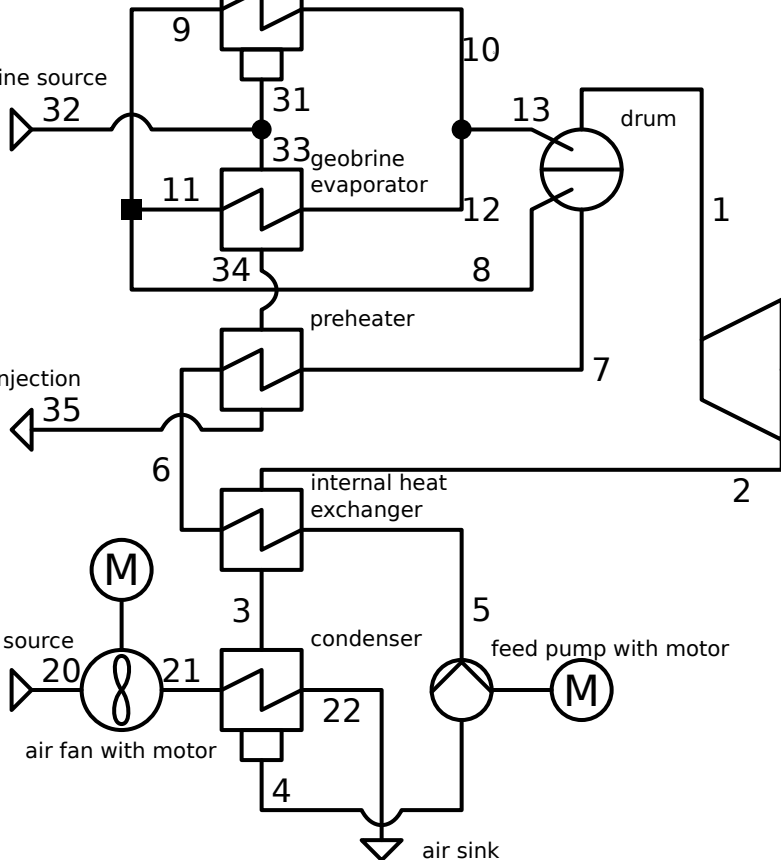 9
10
ine source
32
31
13
drum
33
geobrine
evaporator
11
12
1
34
8
preheater
7
njection
35
6
internal heat
exchanger
2
M
3
condenser
5
source
feed pump with motor
20
21
22
M
air fan with motor
4
air sink